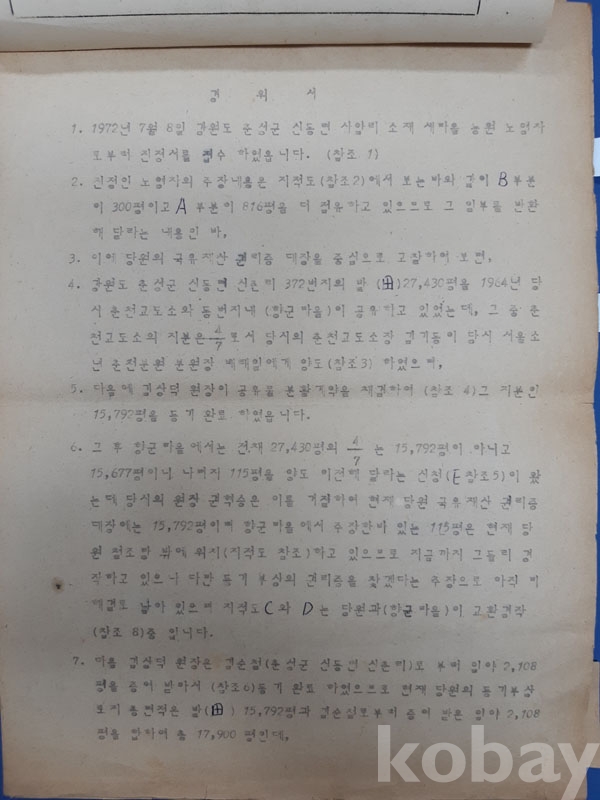 경 위 서
1. 1972년 7월 8일 강원도 춘성군 신동면 시암리 소재 새마을 농원 노형자
로부터 진정서를 접수 하였읍니다. (참조 1)
2. 진정인 노형자의 주장내용은 지적도(참조2)에서 보는바와 같이 B부분
이 300평이고 A 부분이 816평을 더 점유하고 있으므로 그 일부를 반환
해 달라는 내용인 바,
3. 이에 당원의 국유재산 권리증 대장을 중심으로 고찰하여 보면,
4. 강원도 춘성군 신동면 신촌리 372번지의 밭 (田)27,430평을 1964년 당
시 춘천교도소와 동번지내 (향군마을)이 공유하고 있었는데, 그 중 춘
천교도소의 지분은 4/7 로서 당시의 춘천교도소장 이 당시 서울소
년 춘천분원 분원장 에게 양도(참조3) 하였으며,
5. 다음에 김상덕 원장이 공유물 분할계약을 체결하여 (참조 4)그 지분인
15,792평을 등기 완료 하였읍니다.
6. 그 후 향군마을에서는 전체 27,430평의 4/7 는 15,792평이 아니고
15,677평이니 나머지 115평을 양도 이전해 달라는 신청(E참조5)이 왔
는데 당시의 원장 권혁승은 이를 거절하여 현재 당원 국유재산 권리증
대장에는 15,792평이며 향군마을에서 주장한바 있는 115평은 현재 당
원 철조망 밖에 위치(지적도 참조)하고 있으므로 지금까지 그들이 경
작하고 있으나 다만 등기 부상의 권리증을 찾겠다는 주장으로 아직 미
해결로 남아 있으며 지적도C와 D는 당원과(향군마을)이 교환경작
(참조 8)중 입니다.
7. 김상덕 원장은 김순점(춘성군 신동면 신촌리)로 부터 임야 2,108
평을 증여 받아서 (참조6)등기 완료 하였으므로 현재 당원의 등기부상
토지 총면적은 밭(田) 15,792평과 김순점로부터 증여 받은 임야 2,108
평을 합하여 총 17,900 평인데,
kobay